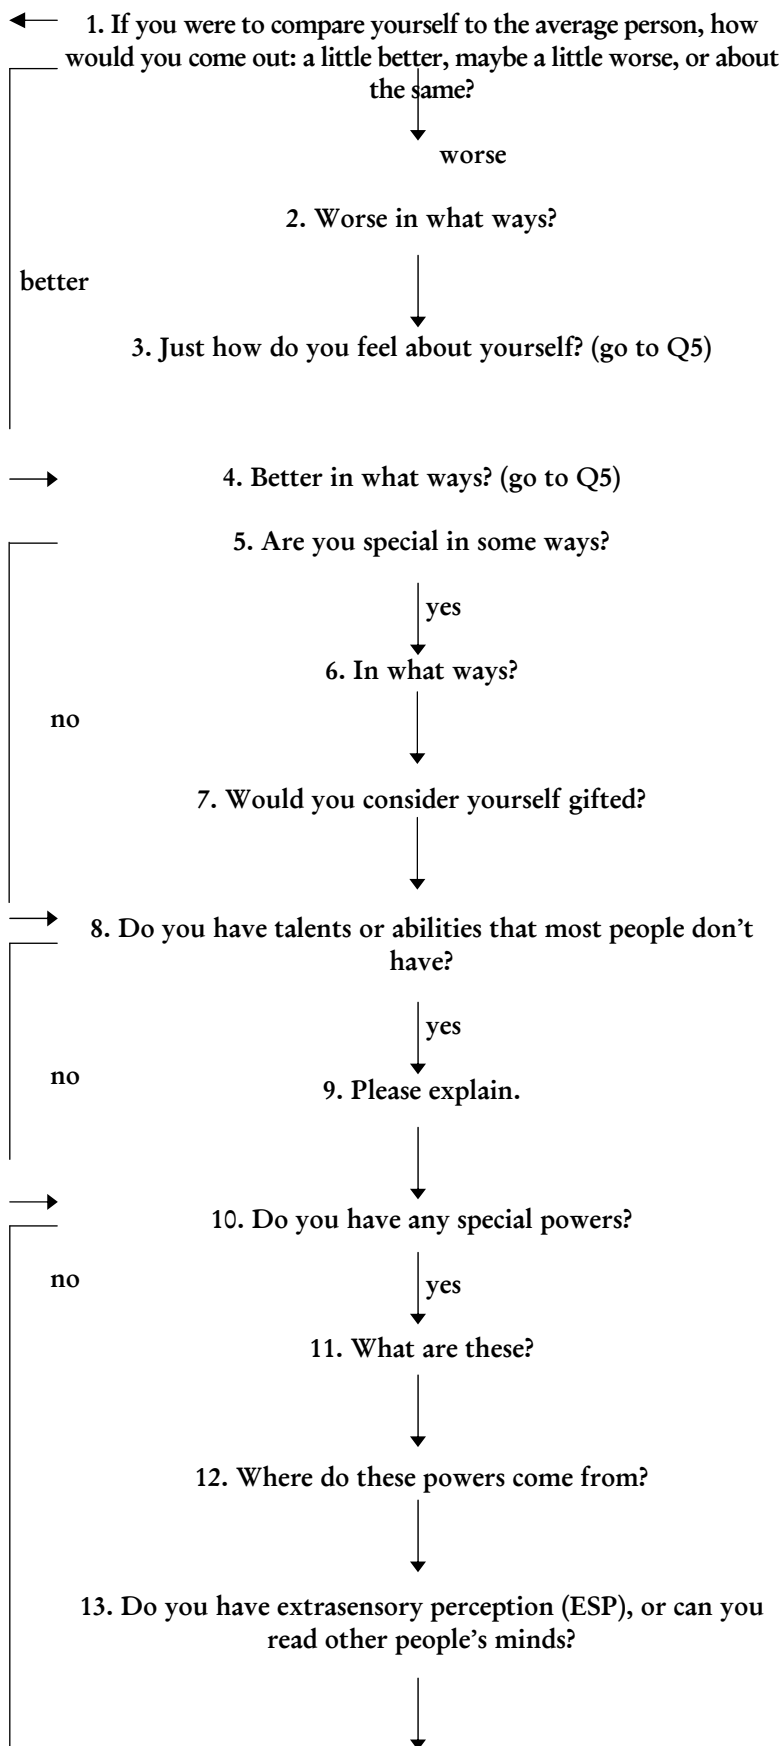 1. If you were to compare yourself to the average person, how
would you come out: a little better, maybe a little worse, or about
the same?
worse
2. Worse in what ways?
better
3. Just how do you feel about yourself? (go to Q5)
4. Better in what ways? (go to Q5)
5. Are you special in some ways?
yes
6. In what ways?
no
7. Would you consider yourself gifted?
8. Do you have talents or abilities that most people don’t
have?
yes
no
9. Please explain.
10. Do you have any special powers?
no
yes
11. What are these?
12. Where do these powers come from?
13. Do you have extrasensory perception (ESP), or can you
read other people’s minds?